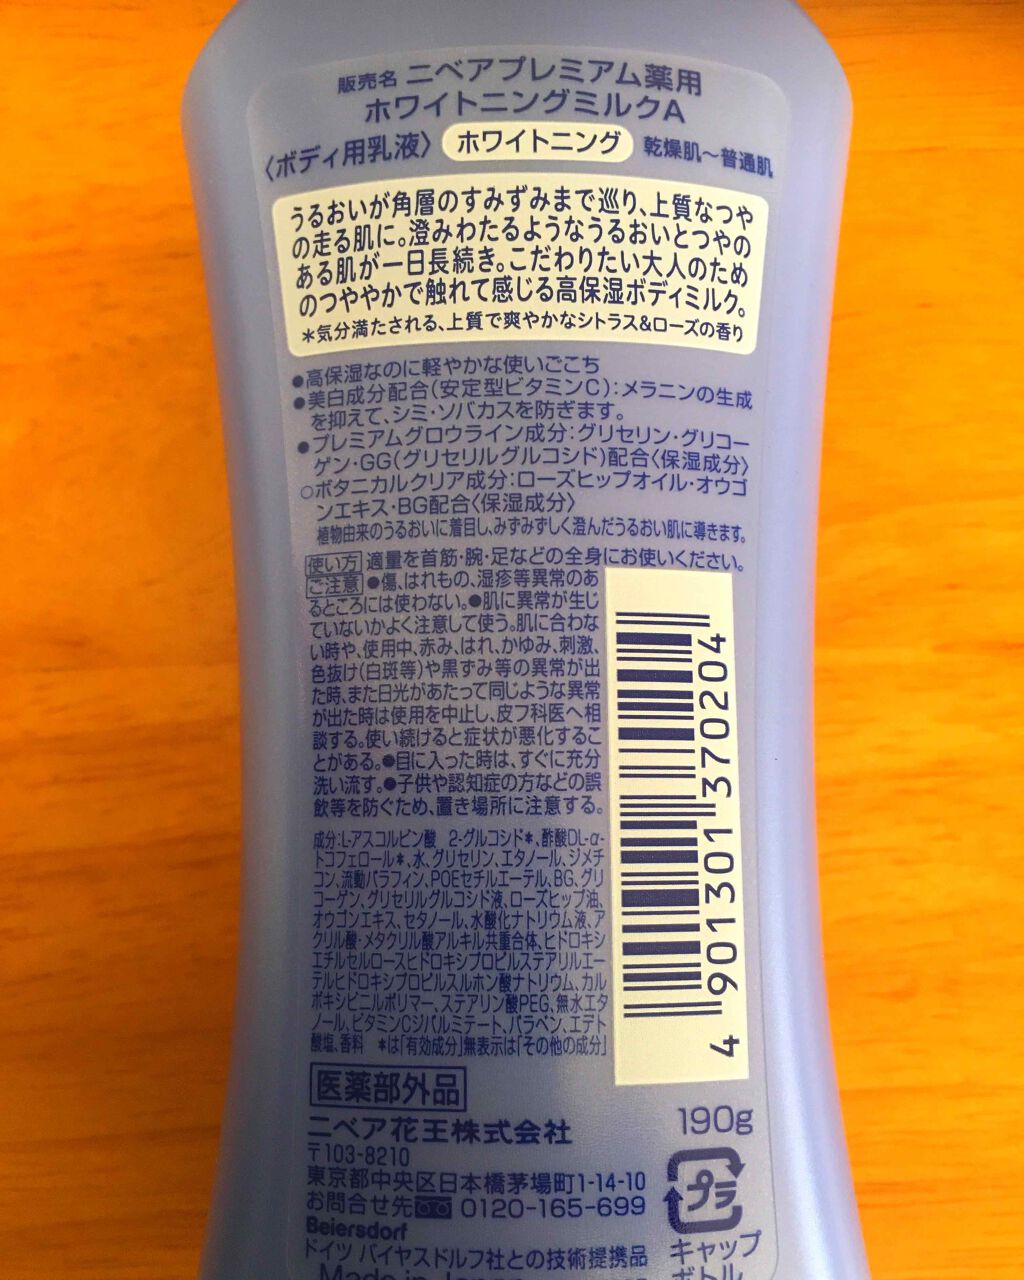 販売名 ニベアプレミアム薬用
ホワイトニングミルクA
〈ボディ用乳液〉 ホワイトニング 乾燥肌～普通肌
うるおいが角層のすみずみまで巡り、上質なつや
の走る肌に。澄みわたるようなうるおいとつやの
ある肌が一日長続き。こだわりたい大人のため
のつややかで触れて感じる高保湿ボディミルク。
＊気分満たされる、上質で爽やかなシトラス&ローズの香り
●高保湿なのに軽やかな使いごこち
●美白成分配合(安定型ビタミンC)：メラニンの生成
を抑えて、シミ・ソバカスを防ぎます。
●プレミアムグロウライン成分：グリセリン・グリコー
ゲン・GG(グリセリルグルコシド)配合〈保湿成分〉
○ボタニカルクリア成分：ローズヒップオイル・オウゴ
ンエキス・BG配合〈保湿成分〉
植物由来のうるおいに着目し、みずみずしく澄んだうるおい肌に導きます。
使い方 適量を首筋・腕・足などの全身にお使いください。
ご注意 ●傷、はれもの、湿疹等異常のあ
るところには使わない。●肌に異常が生じ
ていないかよく注意して使う。肌に合わな
い時や、使用中、赤み、はれ、かゆみ、刺激、
色抜け(白斑等)や黒ずみ等の異常が出
た時、また日光があたって同じような異常
が出た時は使用を中止し、皮フ科医へ相
談する。使い続けると症状が悪化するこ
とがある。●目に入った時は、すぐに充分
洗い流す。●子供や認知症の方などの誤
飲等を防ぐため、置き場所に注意する。
成分：L-アスコルビン酸 2-グルコシド＊、酢酸DL-α-
トコフェロール＊、水、グリセリン、エタノール、ジメチ
コン、流動パラフィン、POEセチルエーテル、BG、グリ
コーゲン、グリセリルグルコシド液、ローズヒップ油、
オウゴンエキス、セタノール、水酸化ナトリウム液、ア
クリル酸・メタクリル酸アルキル共重合体、ヒドロキシ
エチルセルロースヒドロキシプロピルステアリルエー
テルヒドロキシプロピルスルホン酸ナトリウム、カル
ボキシビニルポリマー、ステアリン酸PEG、無水エタ
ノール、ビタミンCジパルミテート、パラベン、エデト
酸塩、香料 ＊は「有効成分」無表示は「その他の成分」
4 901301 370204
医薬部外品
ニベア花王株式会社
190g
〒103-8210
東京都中央区日本橋茅場町1-14-10
お問合せ先 0120-165-699
Beiersdorf
ドイツ バイヤスドルフ社との技術提携品
プラ
キャップ
ボトル
Made in